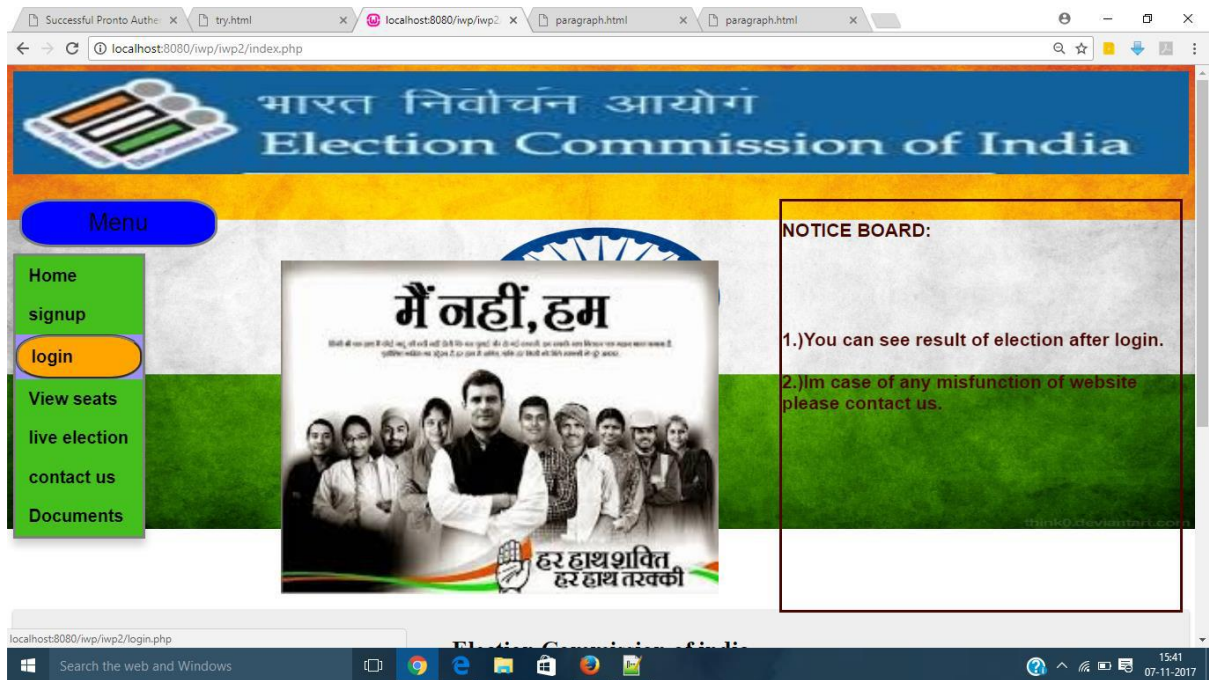 Successful Pronto Authe
try.html
localhost:8080/iwp/iwp2
paragraph.html
paragraph.html
localhost:8080/iwp/iwp2/index.php
भारत निर्वाचन आयोग
Election Commission of India
Menu
NOTICE BOARD:
Home
signup
login
View seats
live election
contact us
Documents
मैं नहीं, हम
हर हाथ शक्ति
हर हाथ तरक्की
1.)You can see result of election after login.
2.)Im case of any misfunction of website
please contact us.
think0.deviantart.com
Election Commission of india
localhost:8080/iwp/iwp2/login.php
Search the web and Windows
15:41
07-11-2017